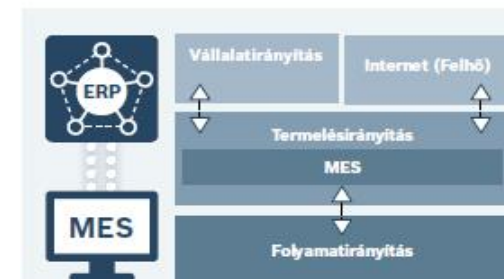 ERP
Vállalatirányítás
Internet (Felhő)
Termelésirányítás
MES
MES
Folyamatirányítás